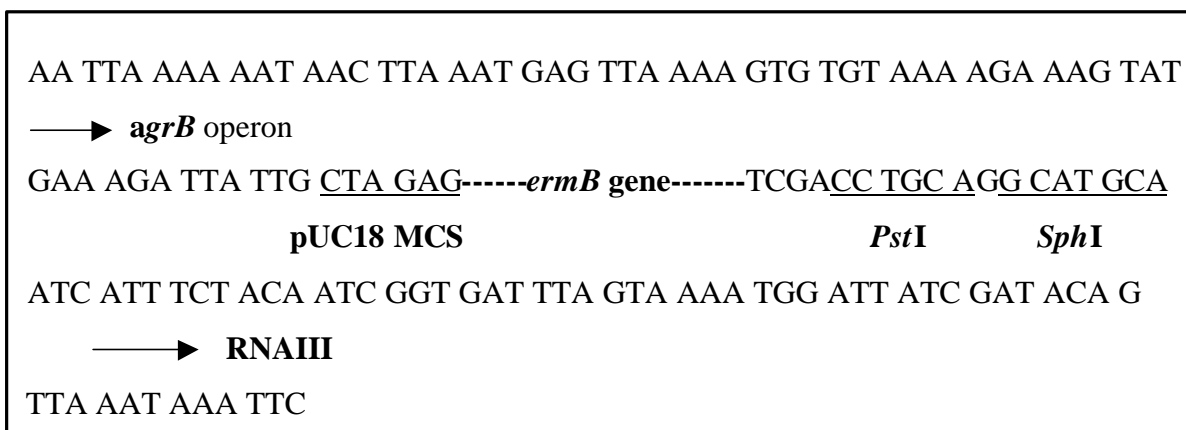 AA TTA AAA AAT AAC TTA AAT GAG TTA AAA GTG TGT AAA AGA AAG TAT
agrB operon
GAA AGA TTA TTG CTA GAG------ermB gene-------TCGACC TGCA GG CAT GCA
pUC18 MCS PstI SphI
ATC ATT TCT ACA ATC GGT GAT TTA GTA AAA TGG ATT ATC GAT ACA G
RNAIII
TTA AAT AAA TTC